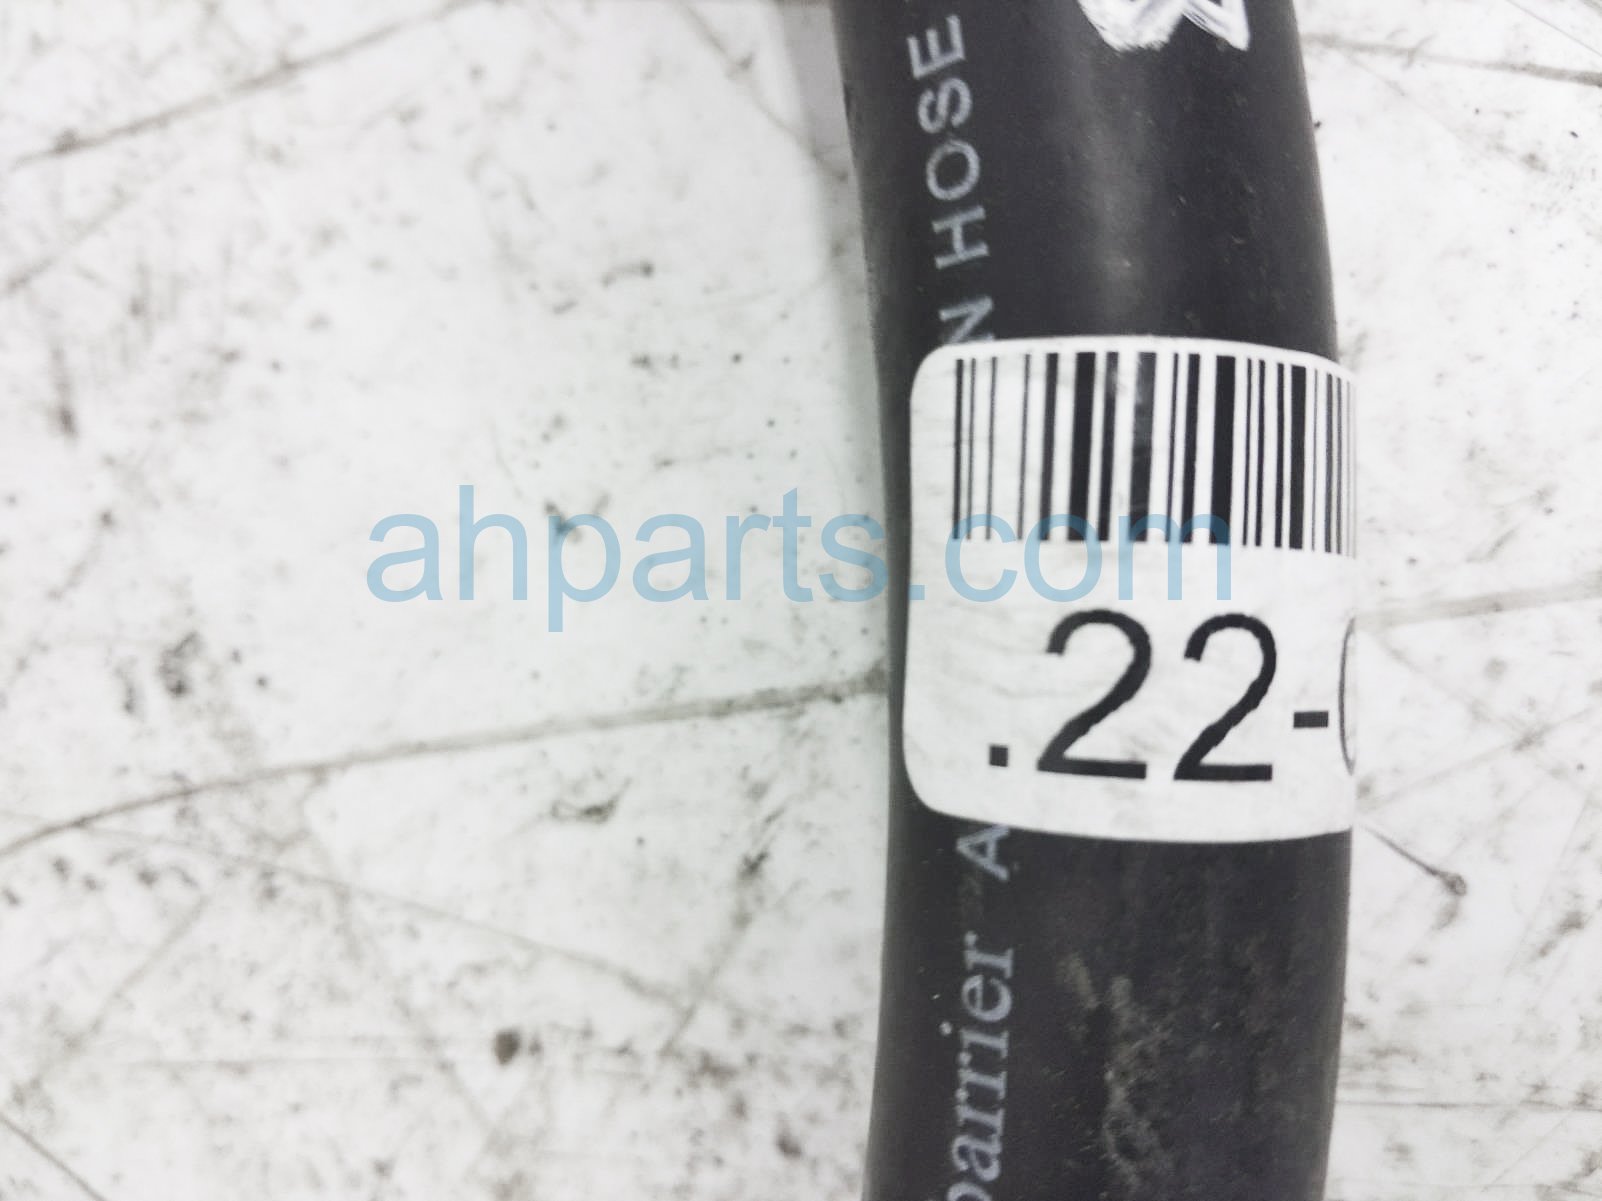 HOSE
ahparts.com
.22-
barrier A